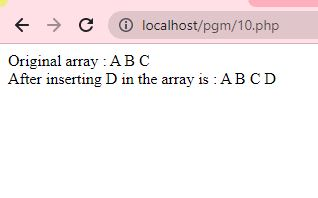 localhost/pgm/10.php
Original array : A B C
After inserting D in the array is : A B C D